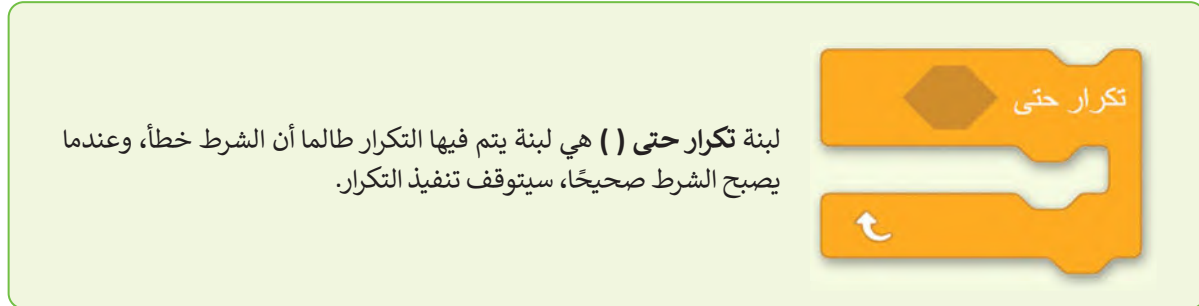 تكرار حتى
لبنة تكرار حتى ( ) هي لبنة يتم فيها التكرار طالما أن الشرط خطأ، وعندما
يصبح الشرط صحيحًا، سيتوقف تنفيذ التكرار.